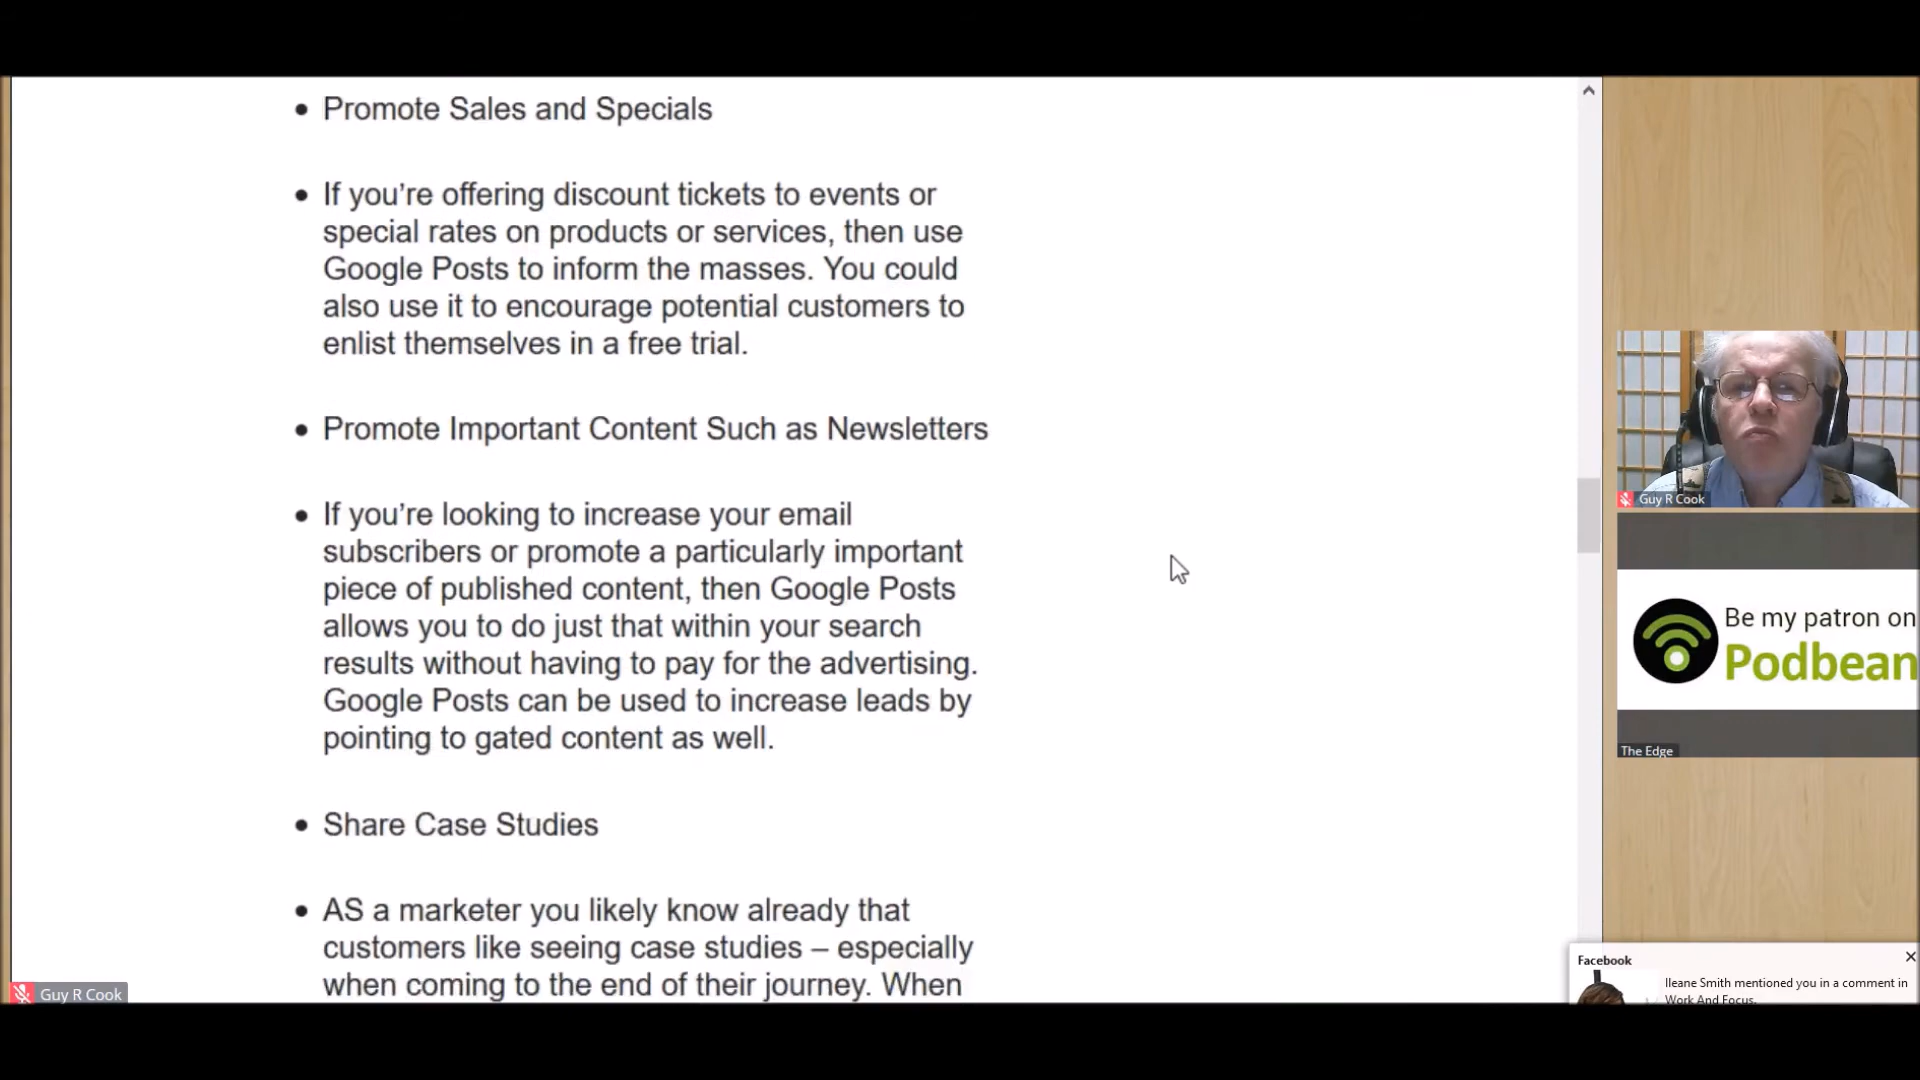 Promote Sales and Specials
If you’re offering discount tickets to events or
special rates on products or services, then use
Google Posts to inform the masses. You could
also use it to encourage potential customers to
enlist themselves in a free trial.
Promote Important Content Such as Newsletters
If you’re looking to increase your email
subscribers or promote a particularly important
piece of published content, then Google Posts
allows you to do just that within your search
results without having to pay for the advertising.
Google Posts can be used to increase leads by
pointing to gated content as well.
Share Case Studies
AS a marketer you likely know already that
customers like seeing case studies – especially
when coming to the end of their journey. When
Guy R Cook
Guy R Cook
Be my patron on
Podbean
The Edge
Facebook
Ileane Smith mentioned you in a comment in
Work And Focus.